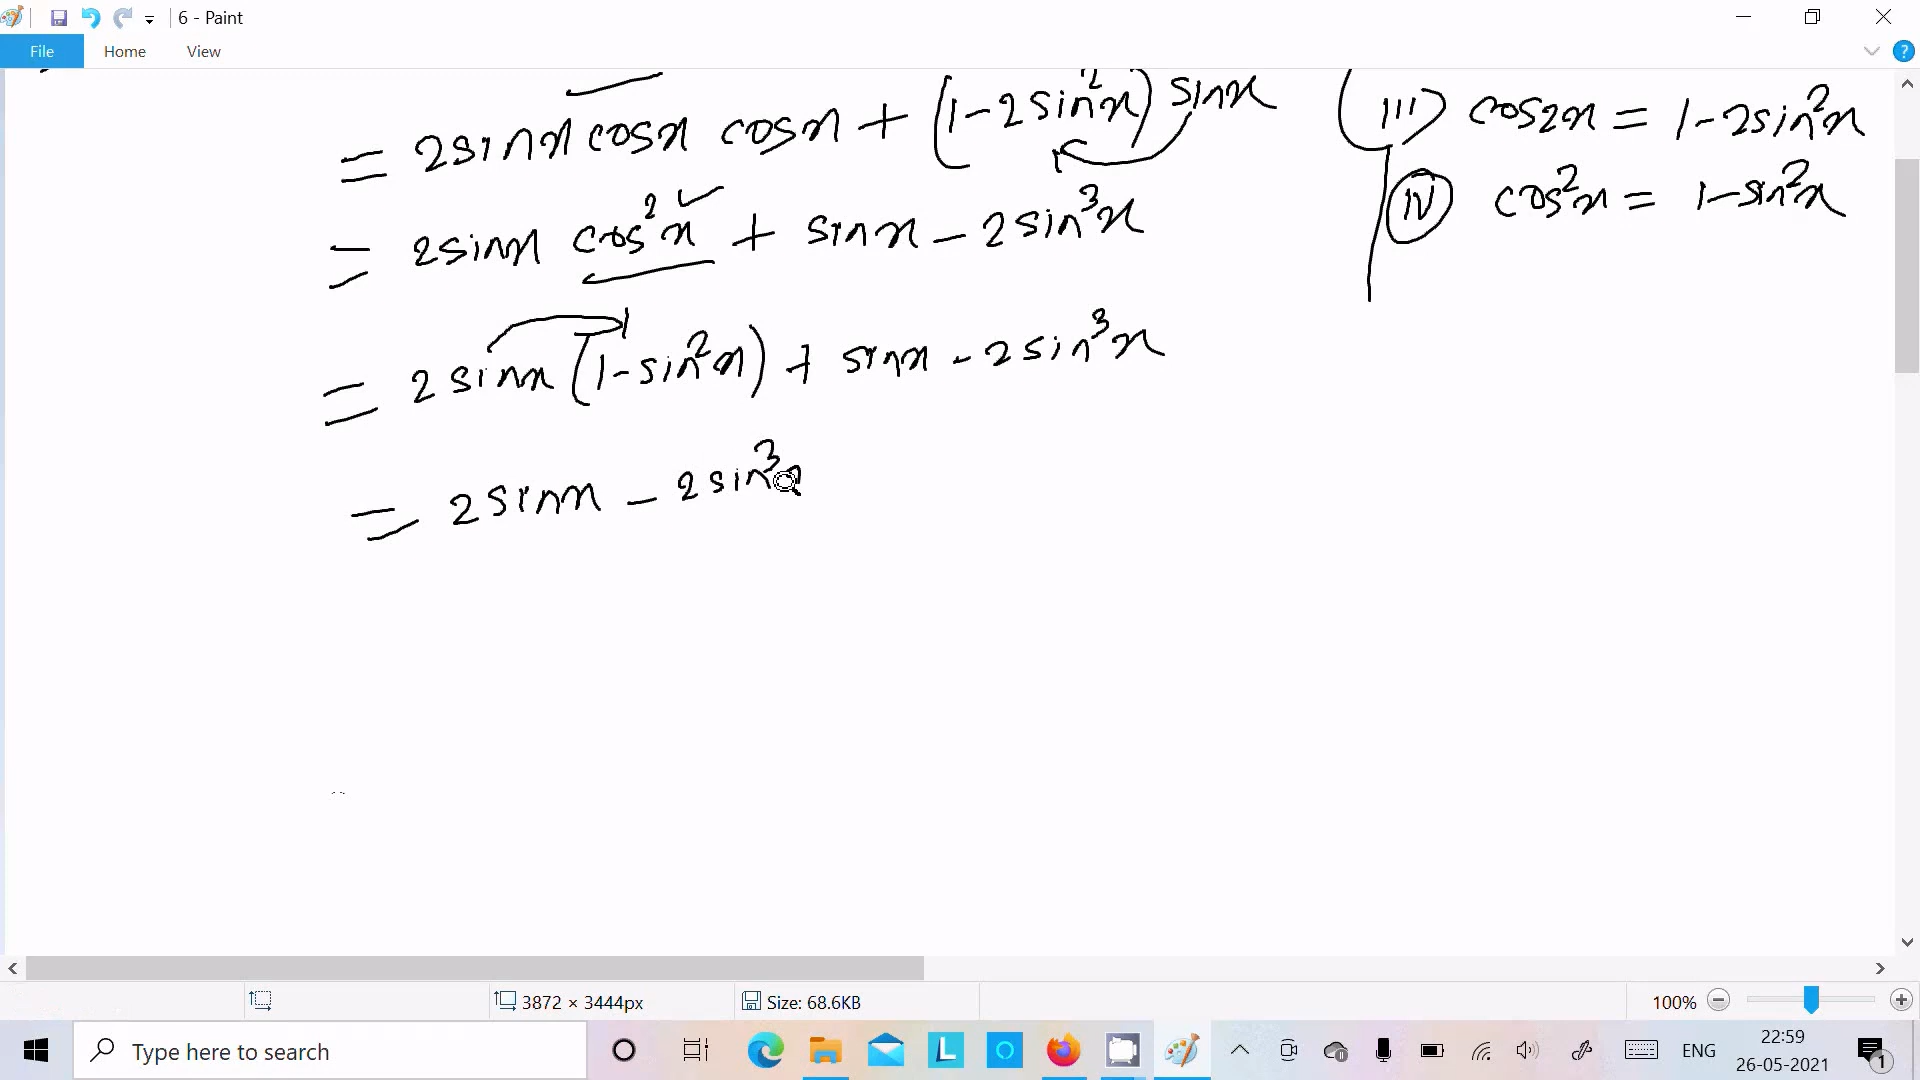 6 - Paint
File Home View
= 2sinx cosx cosx + (1-2sin²x) sinx
= 2sinx cos²x + sinx - 2sin³x
= 2sinx (1-sin²x) + sinx - 2sin³x
= 2sinx - 2sin³x
(III) cos2x = 1-2sin²x
(IV) cos²x = 1-sin²x
3872 × 3444px Size: 68.6KB 100%
Type here to search ENG 22:59
26-05-2021 1